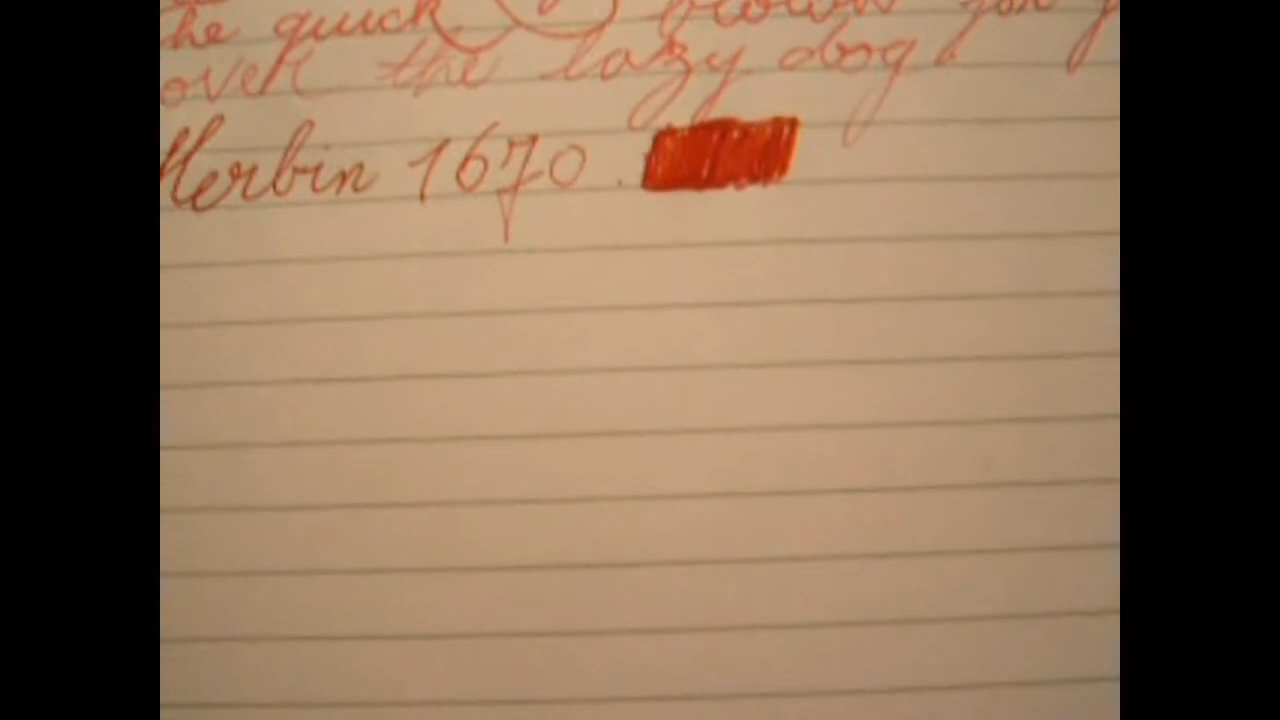 The quick brown fox j
over the lazy dog.
Herbin 1670